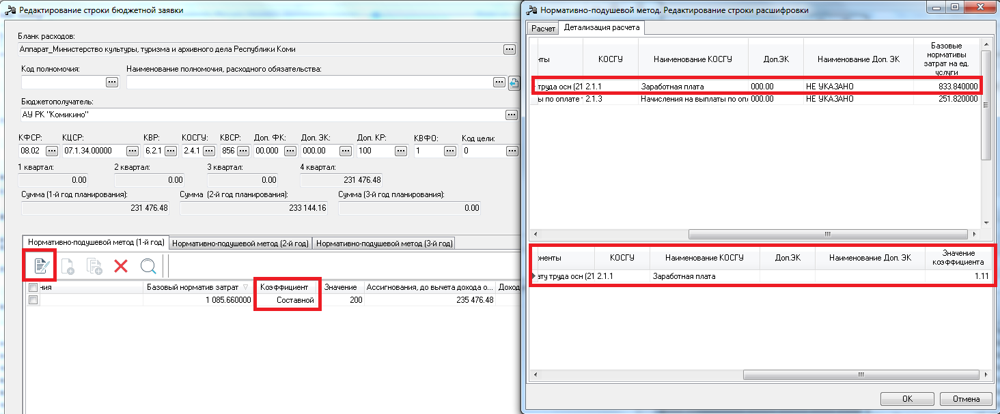 Редактирование строки бюджетной заявки
Бланк расходов:
Аппарат_Министерство культуры, туризма и архивного дела Республики Коми
Код полномочия: Наименование полномочия, расходного обязательства:
Бюджетополучатель:
АУ РК "Комикино"
КФСР: КЦСР: КВР: КОСГУ: КВСР: Доп. ФК: Доп. ЭК: Доп. КР: КВФО: Код цели:
08.02 07.1.34.00000 6.2.1 2.4.1 856 00.000 000.00 100 1 0
1 квартал: 2 квартал: 3 квартал: 4 квартал:
0.00 0.00 0.00 231 476.48
Сумма (1-й год планирования): Сумма (2-й год планирования): Сумма (3-й год планирования):
231 476.48 233 144.16 0.00
Нормативно-подушевой метод (1-й год) Нормативно-подушевой метод (2-й год) Нормативно-подушевой метод (3-й год)
ния Базовый норматив затрат Коэффициент Значение Ассигнования, до вычета дохода о... Доход
1 085.660000 Составной 200 235 476.48
Нормативно-подушевой метод. Редактирование строки расшифровки
Расчет Детализация расчета
нты КОСГУ Наименование КОСГУ Доп.ЭК Наименование Доп. ЭК Базовые
нормативы
затрат на ед.
услуги
труда осн (21 2.1.1 Заработная плата 000.00 НЕ УКАЗАНО 833.840000
ы по оплате т 2.1.3 Начисления на выплаты по опл 000.00 НЕ УКАЗАНО 251.820000
оненты КОСГУ Наименование КОСГУ Доп.ЭК Наименование Доп. ЭК Значение
коэффициента
ату труда осн (21 2.1.1 Заработная плата 1.11
ОК Отмена